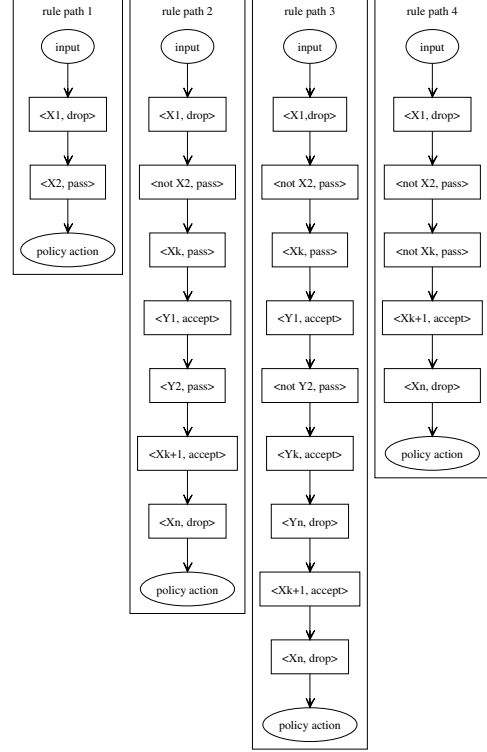 rule path 1
input
<X1, drop>
<X2, pass>
policy action
rule path 2
input
<X1, drop>
<not X2, pass>
<Xk, pass>
<Y1, accept>
<Y2, pass>
<Xk+1, accept>
<Xn, drop>
policy action
rule path 3
input
<X1,drop>
<not X2, pass>
<Xk, pass>
<Y1, accept>
<not Y2, pass>
<Yk, accept>
<Yn, drop>
<Xk+1, accept>
<Xn, drop>
policy action
rule path 4
input
<X1, drop>
<not X2, pass>
<not Xk, pass>
<Xk+1, accept>
<Xn, drop>
policy action